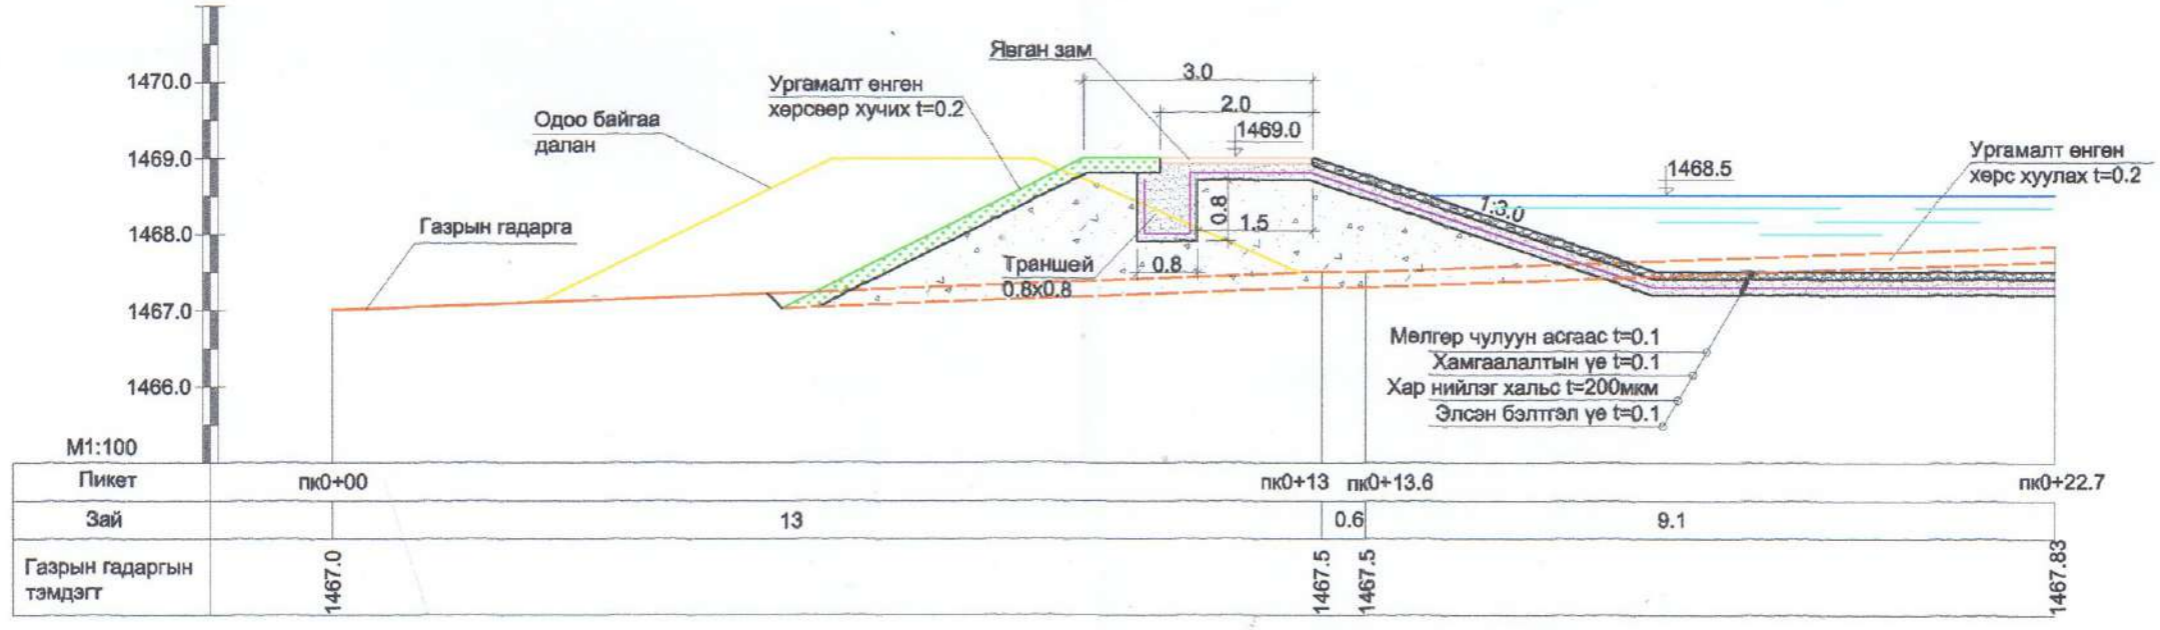 1470.0
1469.0
1468.0
1467.0
1466.0
М1:100
Явган зам
Ургамалт өнгөн
хөрсөөр хучих t=0.2
Одоо байгаа
далан
Газрын гадарга
3.0
2.0
1469.0
1468.5
Ургамалт өнгөн
хөрс хуулах t=0.2
1:3.0
0.8
1.5
0.8
Траншей
0.8x0.8
Мөлгөр чулуун асгаас t=0.1
Хамгаалалтын үе t=0.1
Хар нийлэг хальс t=200мкм
Элсэн бэлтгэл үе t=0.1
Пикет
пк0+00
пк0+13
пк0+13.6
пк0+22.7
Зай
13
0.6
9.1
Газрын гадаргын
тэмдэгт
1467.0
1467.5
1467.5
1467.83